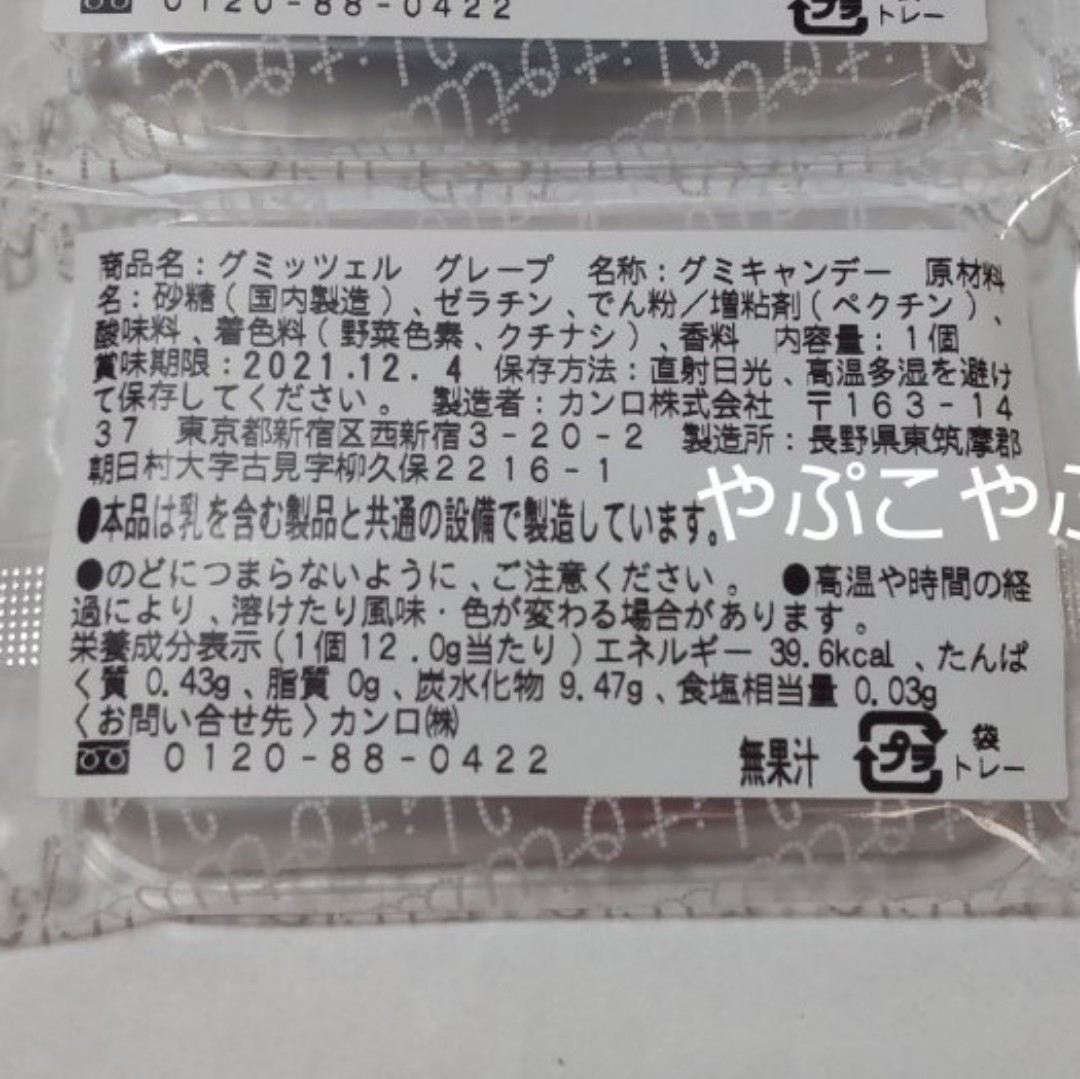 0120-88-0422
プラ
トレー
商品名：グミッツェル　グレープ　名称：グミキャンデー　原材料
名：砂糖（国内製造）、ゼラチン、でん粉／増粘剤（ペクチン）、
酸味料、着色料（野菜色素、クチナシ）、香料　内容量：１個
賞味期限：2021.12. 4　保存方法：直射日光、高温多湿を避け
て保存してください。　製造者：カンロ株式会社　〒１６３－１４
３７　東京都新宿区西新宿３－２０－２　製造所：長野県東筑摩郡
朝日村大字古見字柳久保２２１６－１
●本品は乳を含む製品と共通の設備で製造しています。
やぷこやぷ
●のどにつまらないように、ご注意ください。　●高温や時間の経
過により、溶けたり風味・色が変わる場合があります。
栄養成分表示（1個 12.0g当たり）エネルギー 39.6kcal、たんぱ
く質 0.43g、脂質 0g、炭水化物 9.47g、食塩相当量 0.03g
〈お問い合せ先〉カンロ㈱
０１２０－８８－０４２２　無果汁　プラ　袋
トレー